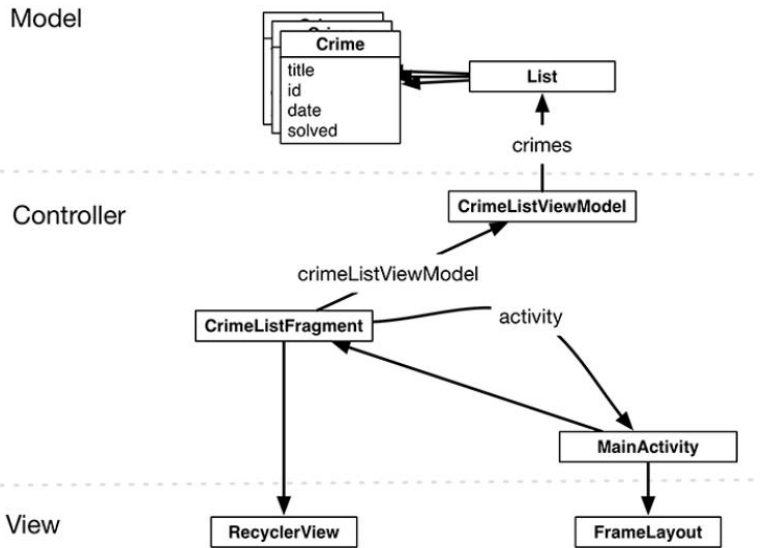 Model
Crime
title
id
date
solved
List
crimes
Controller
CrimeListViewModel
crimeListViewModel
CrimeListFragment
activity
MainActivity
View
RecyclerView
FrameLayout